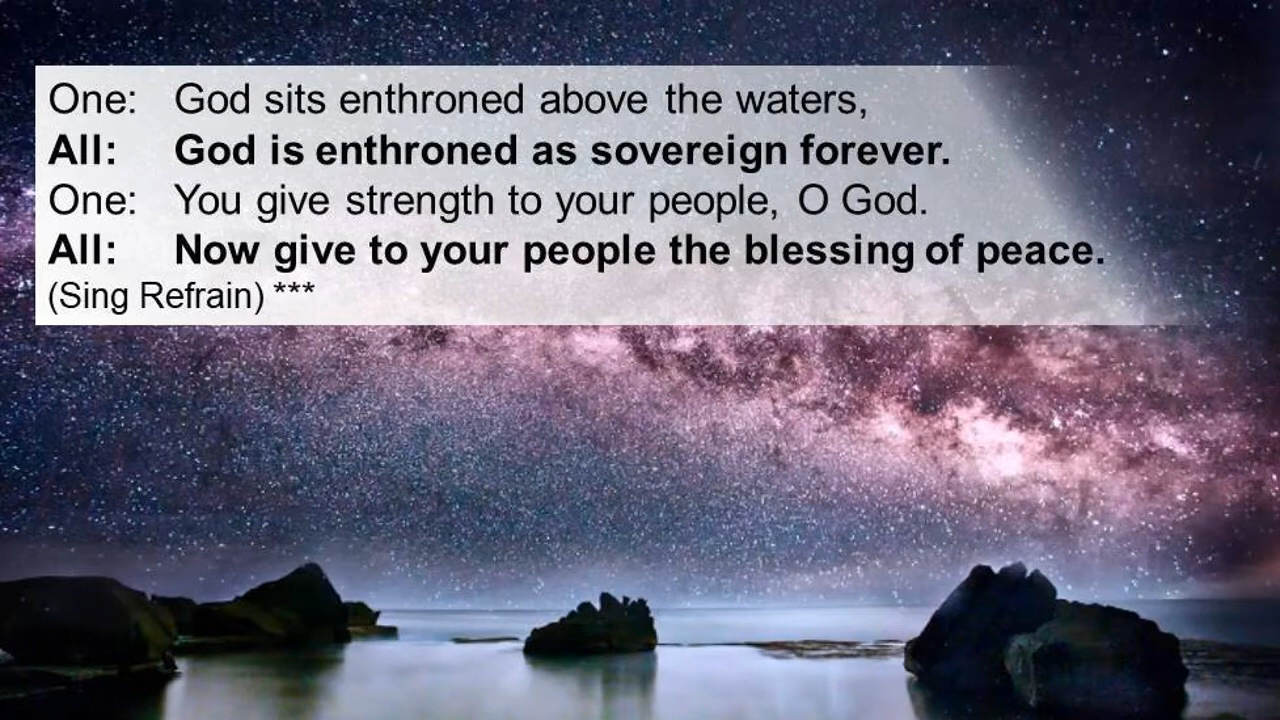 One: God sits enthroned above the waters,
All: God is enthroned as sovereign forever.
One: You give strength to your people, O God.
All: Now give to your people the blessing of peace.
(Sing Refrain) ***